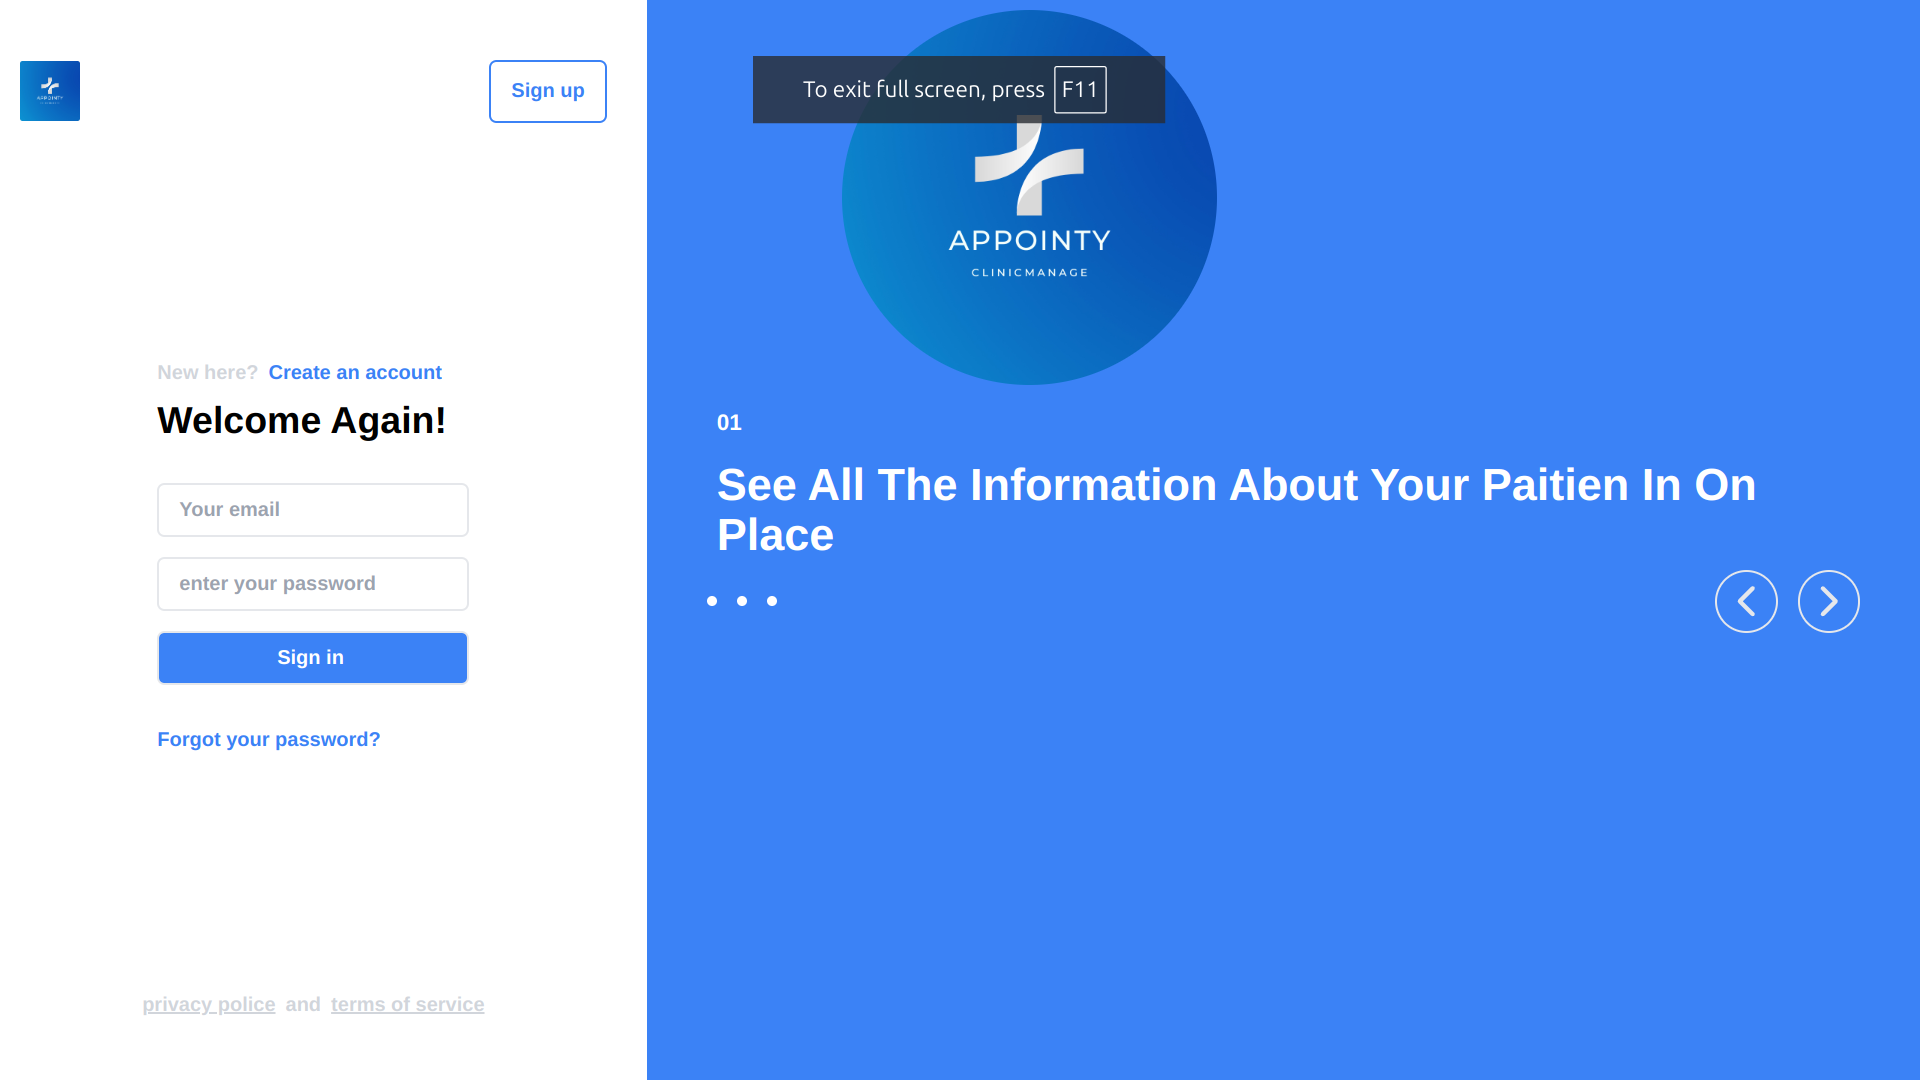 Sign up
New here? Create an account
Welcome Again!
Your email
enter your password
Sign in
Forgot your password?
privacy police and terms of service
To exit full screen, press F11
APPOINTY
CLINICMANAGE
01
See All The Information About Your Paitien In On
Place